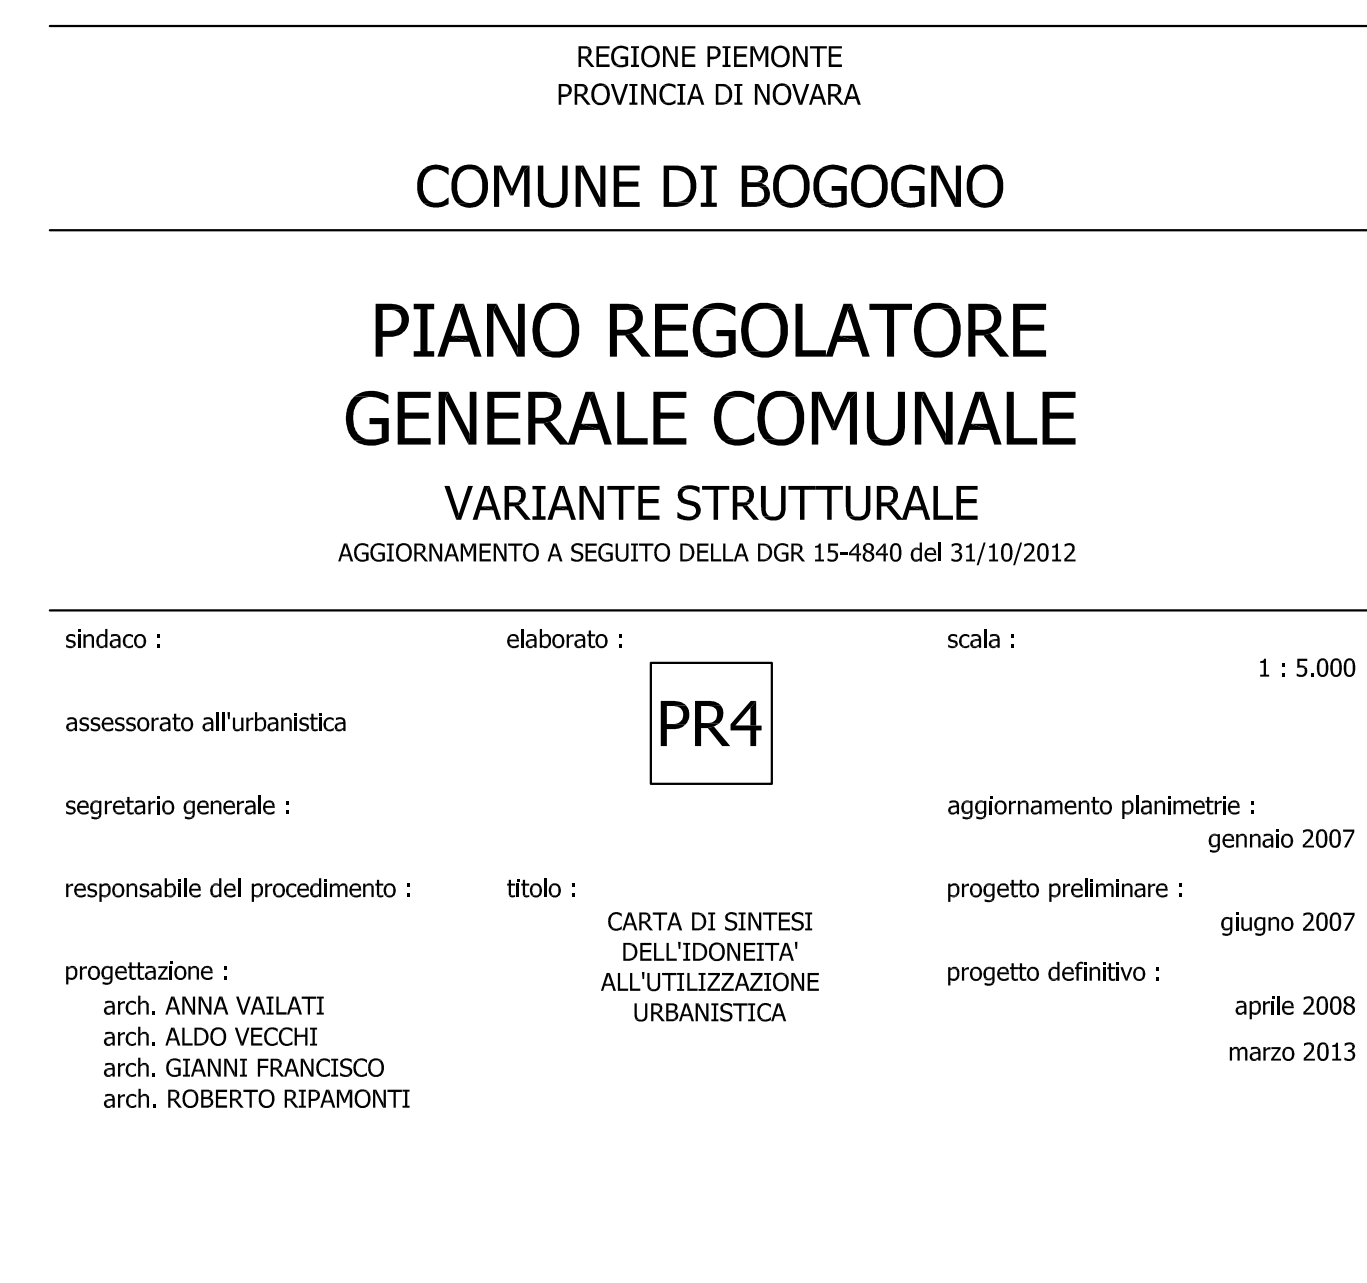 REGIONE PIEMONTE
PROVINCIA DI NOVARA
COMUNE DI BOGOGNO
PIANO REGOLATORE
GENERALE COMUNALE
VARIANTE STRUTTURALE
AGGIORNAMENTO A SEGUITO DELLA DGR 15-4840 del 31/10/2012
sindaco :
assessorato all'urbanistica
segretario generale :
responsabile del procedimento :
progettazione :
arch. ANNA VAILATI
arch. ALDO VECCHI
arch. GIANNI FRANCISCO
arch. ROBERTO RIPAMONTI
elaborato :
PR4
titolo :
CARTA DI SINTESI
DELL'IDONEITA'
ALL'UTILIZZAZIONE
URBANISTICA
scala :
1 : 5.000
aggiornamento planimetrie :
gennaio 2007
progetto preliminare :
giugno 2007
progetto definitivo :
aprile 2008
marzo 2013